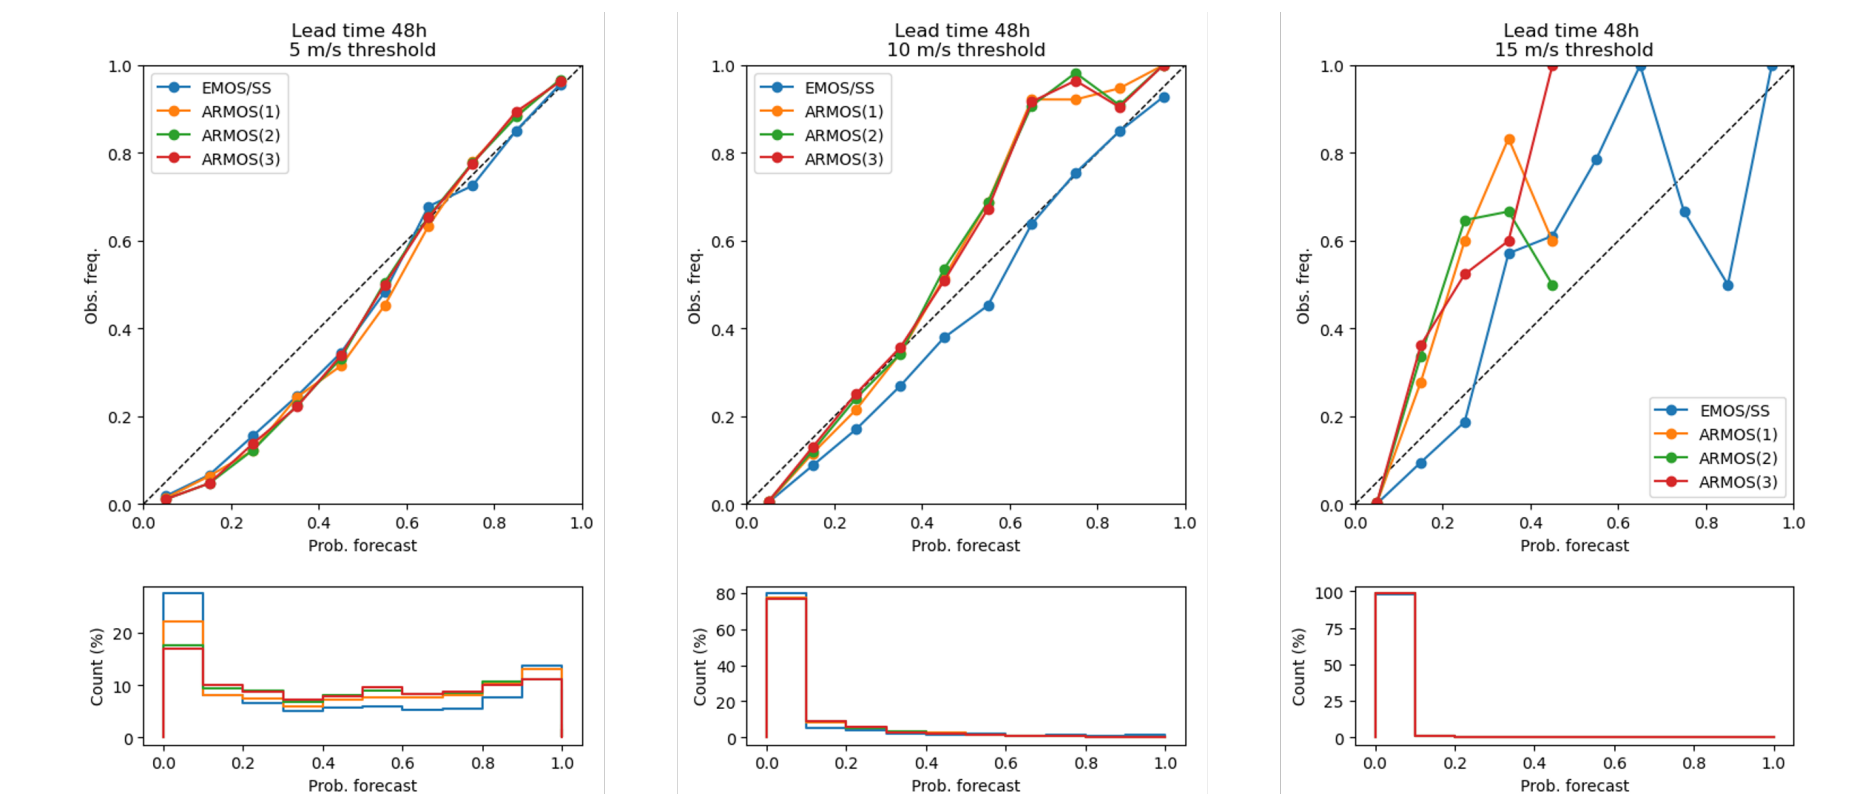 Lead time 48h
5 m/s threshold
1.0
0.8
0.6
0.4
0.2
0.0
Obs. freq.
EMOS/SS
ARMOS(1)
ARMOS(2)
ARMOS(3)
0.0 0.2 0.4 0.6 0.8 1.0
Prob. forecast
20
10
0
Count (%)
0.0 0.2 0.4 0.6 0.8 1.0
Prob. forecast
Lead time 48h
10 m/s threshold
1.0
0.8
0.6
0.4
0.2
0.0
Obs. freq.
EMOS/SS
ARMOS(1)
ARMOS(2)
ARMOS(3)
0.0 0.2 0.4 0.6 0.8 1.0
Prob. forecast
80
60
40
20
0
Count (%)
0.0 0.2 0.4 0.6 0.8 1.0
Prob. forecast
Lead time 48h
15 m/s threshold
1.0
0.8
0.6
0.4
0.2
0.0
Obs. freq.
EMOS/SS
ARMOS(1)
ARMOS(2)
ARMOS(3)
0.0 0.2 0.4 0.6 0.8 1.0
Prob. forecast
100
75
50
25
0
Count (%)
0.0 0.2 0.4 0.6 0.8 1.0
Prob. forecast